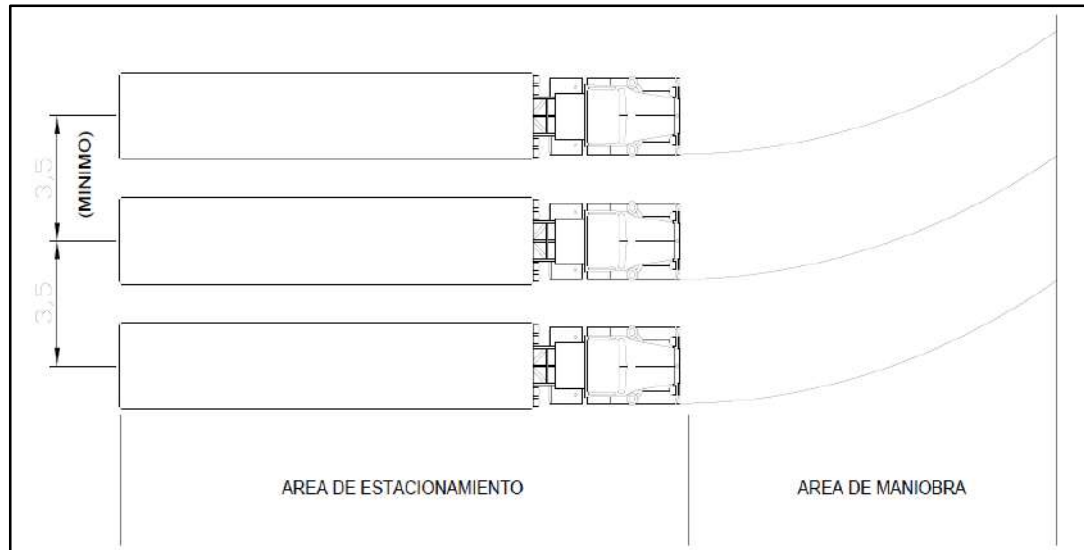 3,5
(MINIMO)
3,5
AREA DE ESTACIONAMIENTO
AREA DE MANIOBRA